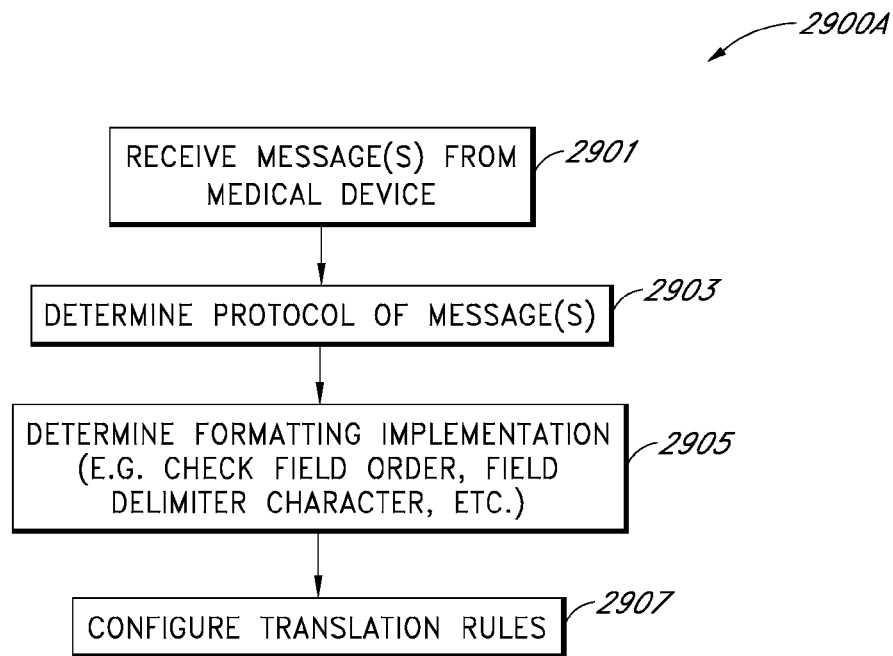 2900A
RECEIVE MESSAGE(S) FROM
MEDICAL DEVICE
2901
DETERMINE PROTOCOL OF MESSAGE(S)
2903
DETERMINE FORMATTING IMPLEMENTATION
(E.G. CHECK FIELD ORDER, FIELD
DELIMITER CHARACTER, ETC.)
2905
CONFIGURE TRANSLATION RULES
2907